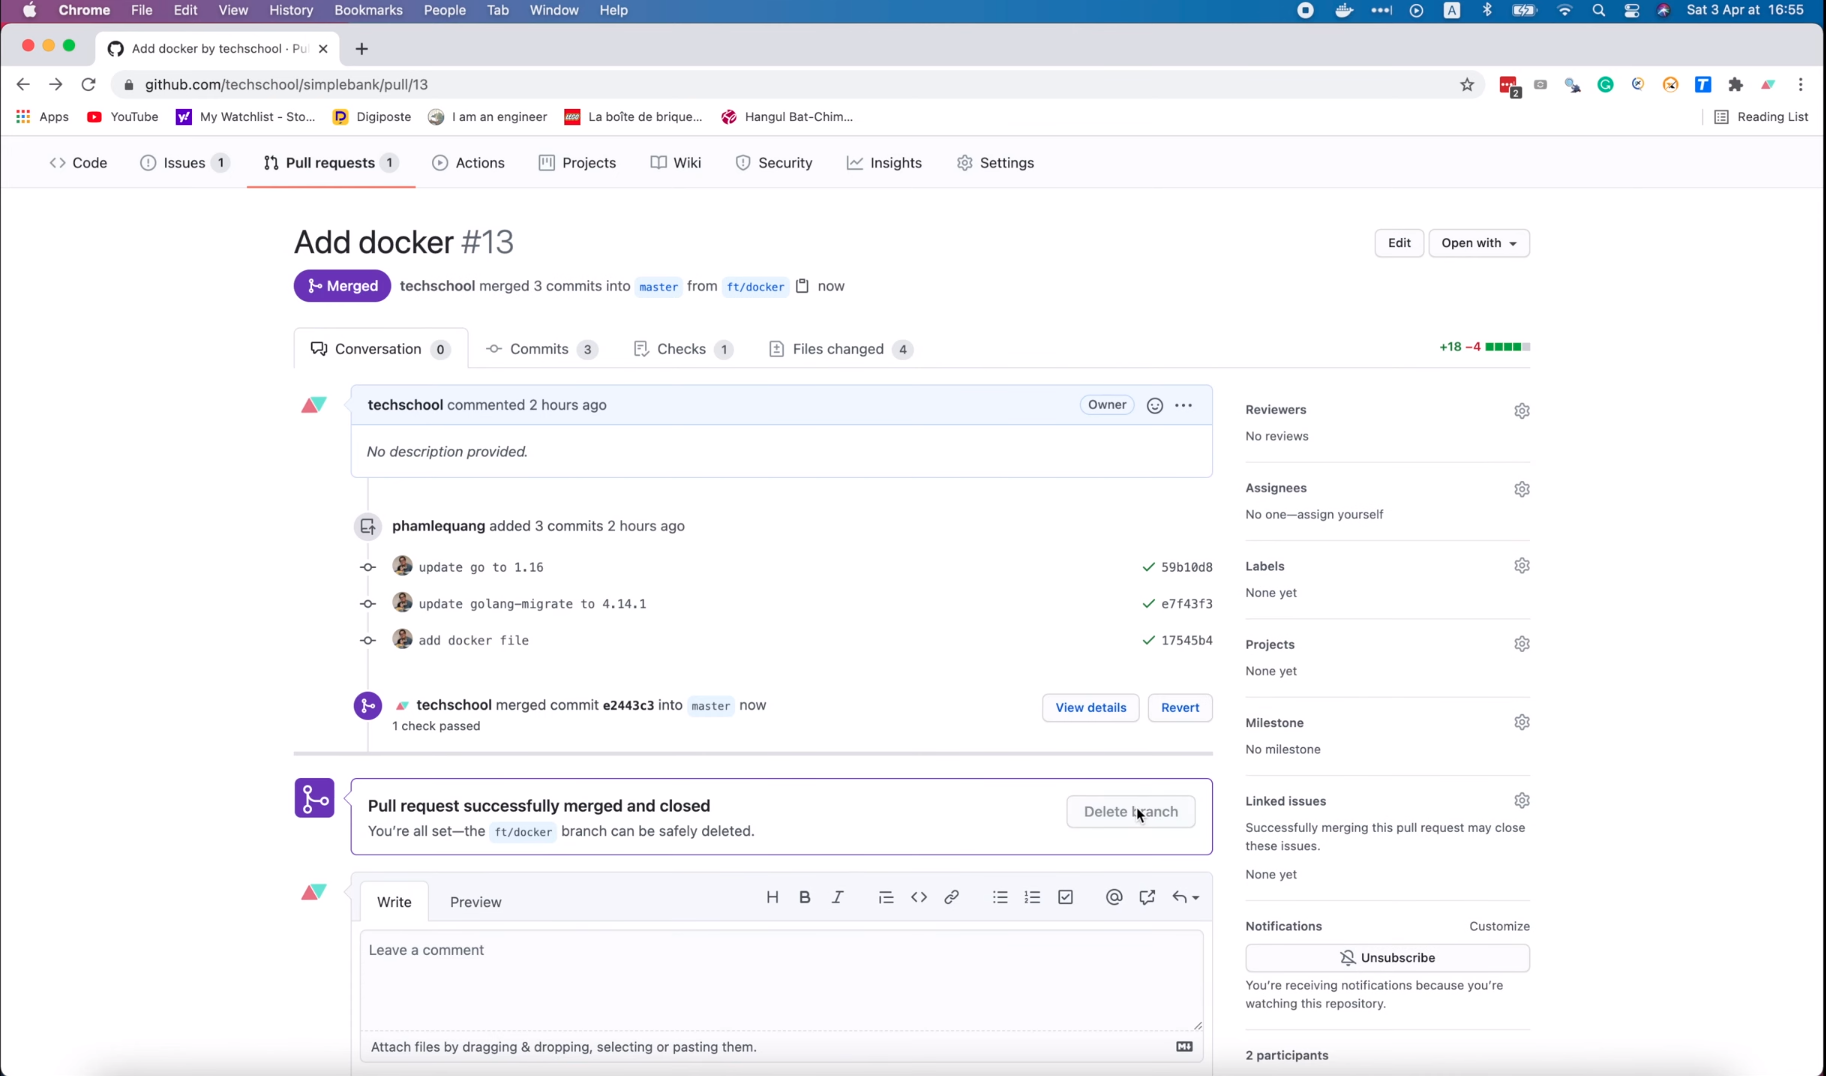 Chrome File Edit View History Bookmarks People Tab Window Help A Sat 3 Apr at 16:55
Add docker by techschool · Pu
github.com/techschool/simplebank/pull/13 2
Apps YouTube My Watchlist - Sto... Digiposte I am an engineer La boîte de brique... Hangul Bat-Chim... Reading List
Code Issues 1 Pull requests 1 Actions Projects Wiki Security Insights Settings
Add docker #13 Edit Open with
Merged techschool merged 3 commits into master from ft/docker now
Conversation 0 Commits 3 Checks 1 Files changed 4 +18 −4
techschool commented 2 hours ago Owner
No description provided.
phamlequang added 3 commits 2 hours ago
update go to 1.16 59b10d8
update golang-migrate to 4.14.1 e7f43f3
add docker file 17545b4
techschool merged commit e2443c3 into master now View details Revert
1 check passed
Pull request successfully merged and closed
You're all set—the ft/docker branch can be safely deleted.
Delete branch
Write Preview
Leave a comment
Attach files by dragging & dropping, selecting or pasting them.
Reviewers
No reviews
Assignees
No one—assign yourself
Labels
None yet
Projects
None yet
Milestone
No milestone
Linked issues
Successfully merging this pull request may close
these issues.
None yet
Notifications Customize
Unsubscribe
You're receiving notifications because you're
watching this repository.
2 participants